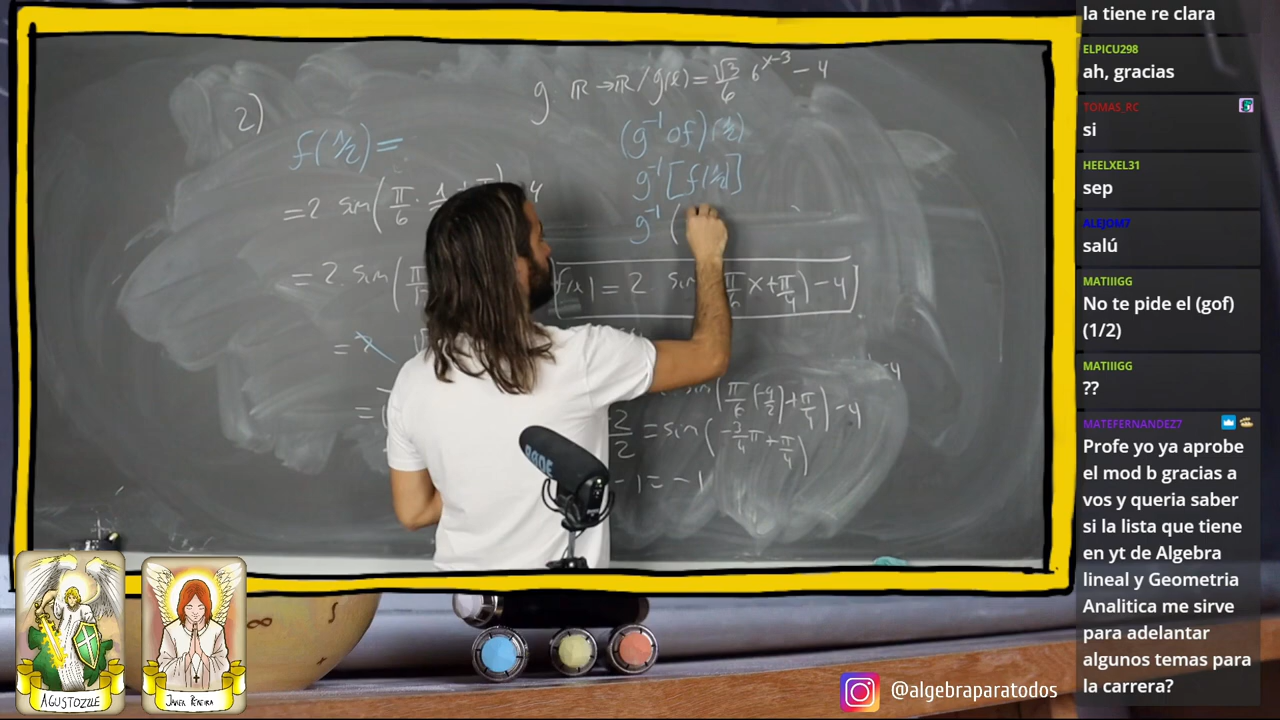 2)
g: ℝ→ℝ / g(x) = √3/6 · 6^(x-3) - 4
f(1/2) =
(g⁻¹ o f)(1/2)
g⁻¹[f(1/2)]
g⁻¹(
= 2 sin(π/6 ·
= 2 · sin(
f(x) = 2 · sin(π/6 x + π/4) - 4
sin(π/6(-9/2) + π/4) - 4
-2/2 = sin(-3/4 π + π/4)
-1 = -1
BLUE
AGUSTOZZLE
JAVIER PEREIRA
@algebraparatodos
la tiene re clara
ELPICU298
ah, gracias
TOMAS_RC
si
HEELXEL31
sep
ALEJOM7
salú
MATIIIGG
No te pide el (gof)
(1/2)
MATIIIGG
??
MATEFERNANDEZ7
Profe yo ya aprobe
el mod b gracias a
vos y queria saber
si la lista que tiene
en yt de Algebra
lineal y Geometria
Analitica me sirve
para adelantar
algunos temas para
la carrera?